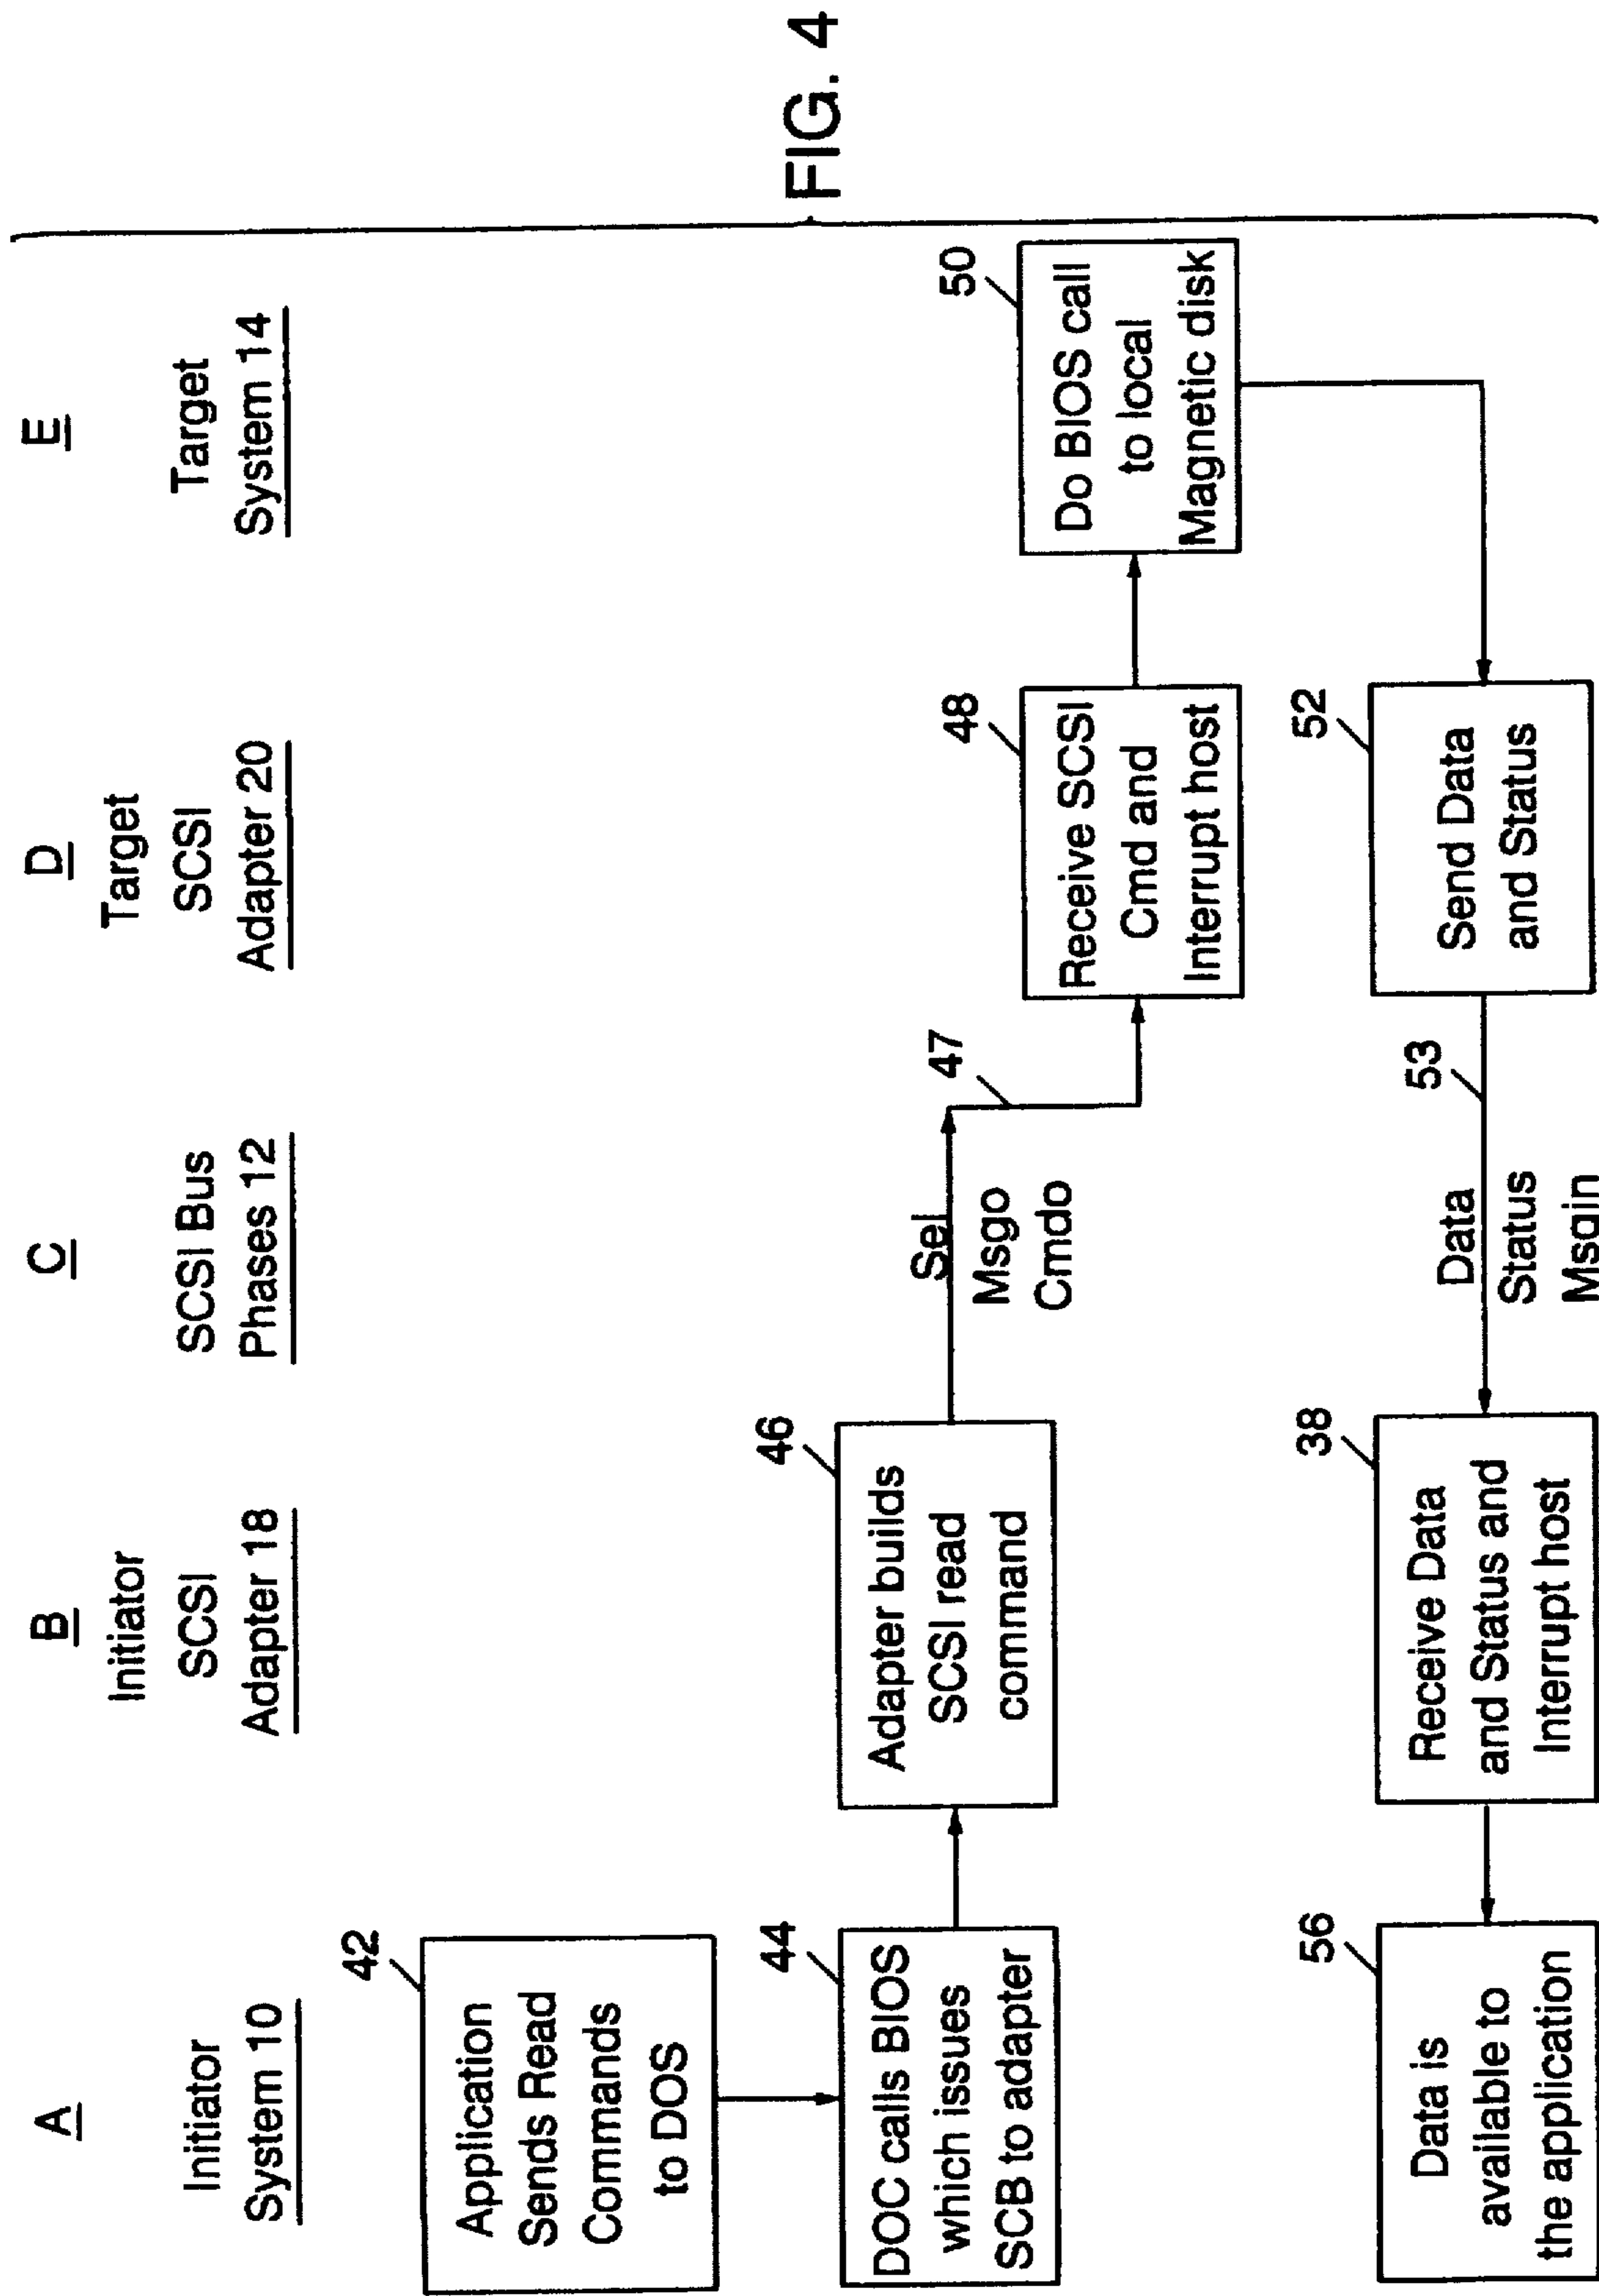 A
Initiator
System 10
B
Initiator
SCSI
Adapter 18
C
SCSI Bus
Phases 12
D
Target
SCSI
Adapter 20
E
Target
System 14
42
Application
Sends Read
Commands
to DOS
44
DOC calls BIOS
which issues
SCB to adapter
46
Adapter builds
SCSI read
command
Sel
Msgo
Cmdo
47
48
Receive SCSI
Cmd and
Interrupt host
50
Do BIOS call
to local
Magnetic disk
52
Send Data
and Status
53
Data
Status
Msgin
38
Receive Data
and Status and
Interrupt host
56
Data is
available to
the application
FIG. 4